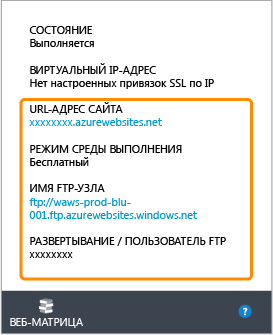 СОСТОЯНИЕ
Выполняется
ВИРТУАЛЬНЫЙ IP-АДРЕС
Нет настроенных привязок SSL по IP
URL-АДРЕС САЙТА
xxxxxxxx.azurewebsites.net
РЕЖИМ СРЕДЫ ВЫПОЛНЕНИЯ
Бесплатный
ИМЯ FTP-УЗЛА
ftp://waws-prod-blu-
001.ftp.azurewebsites.windows.net
РАЗВЕРТЫВАНИЕ / ПОЛЬЗОВАТЕЛЬ FTP
xxxxxxxx
ВЕБ-МАТРИЦА
?